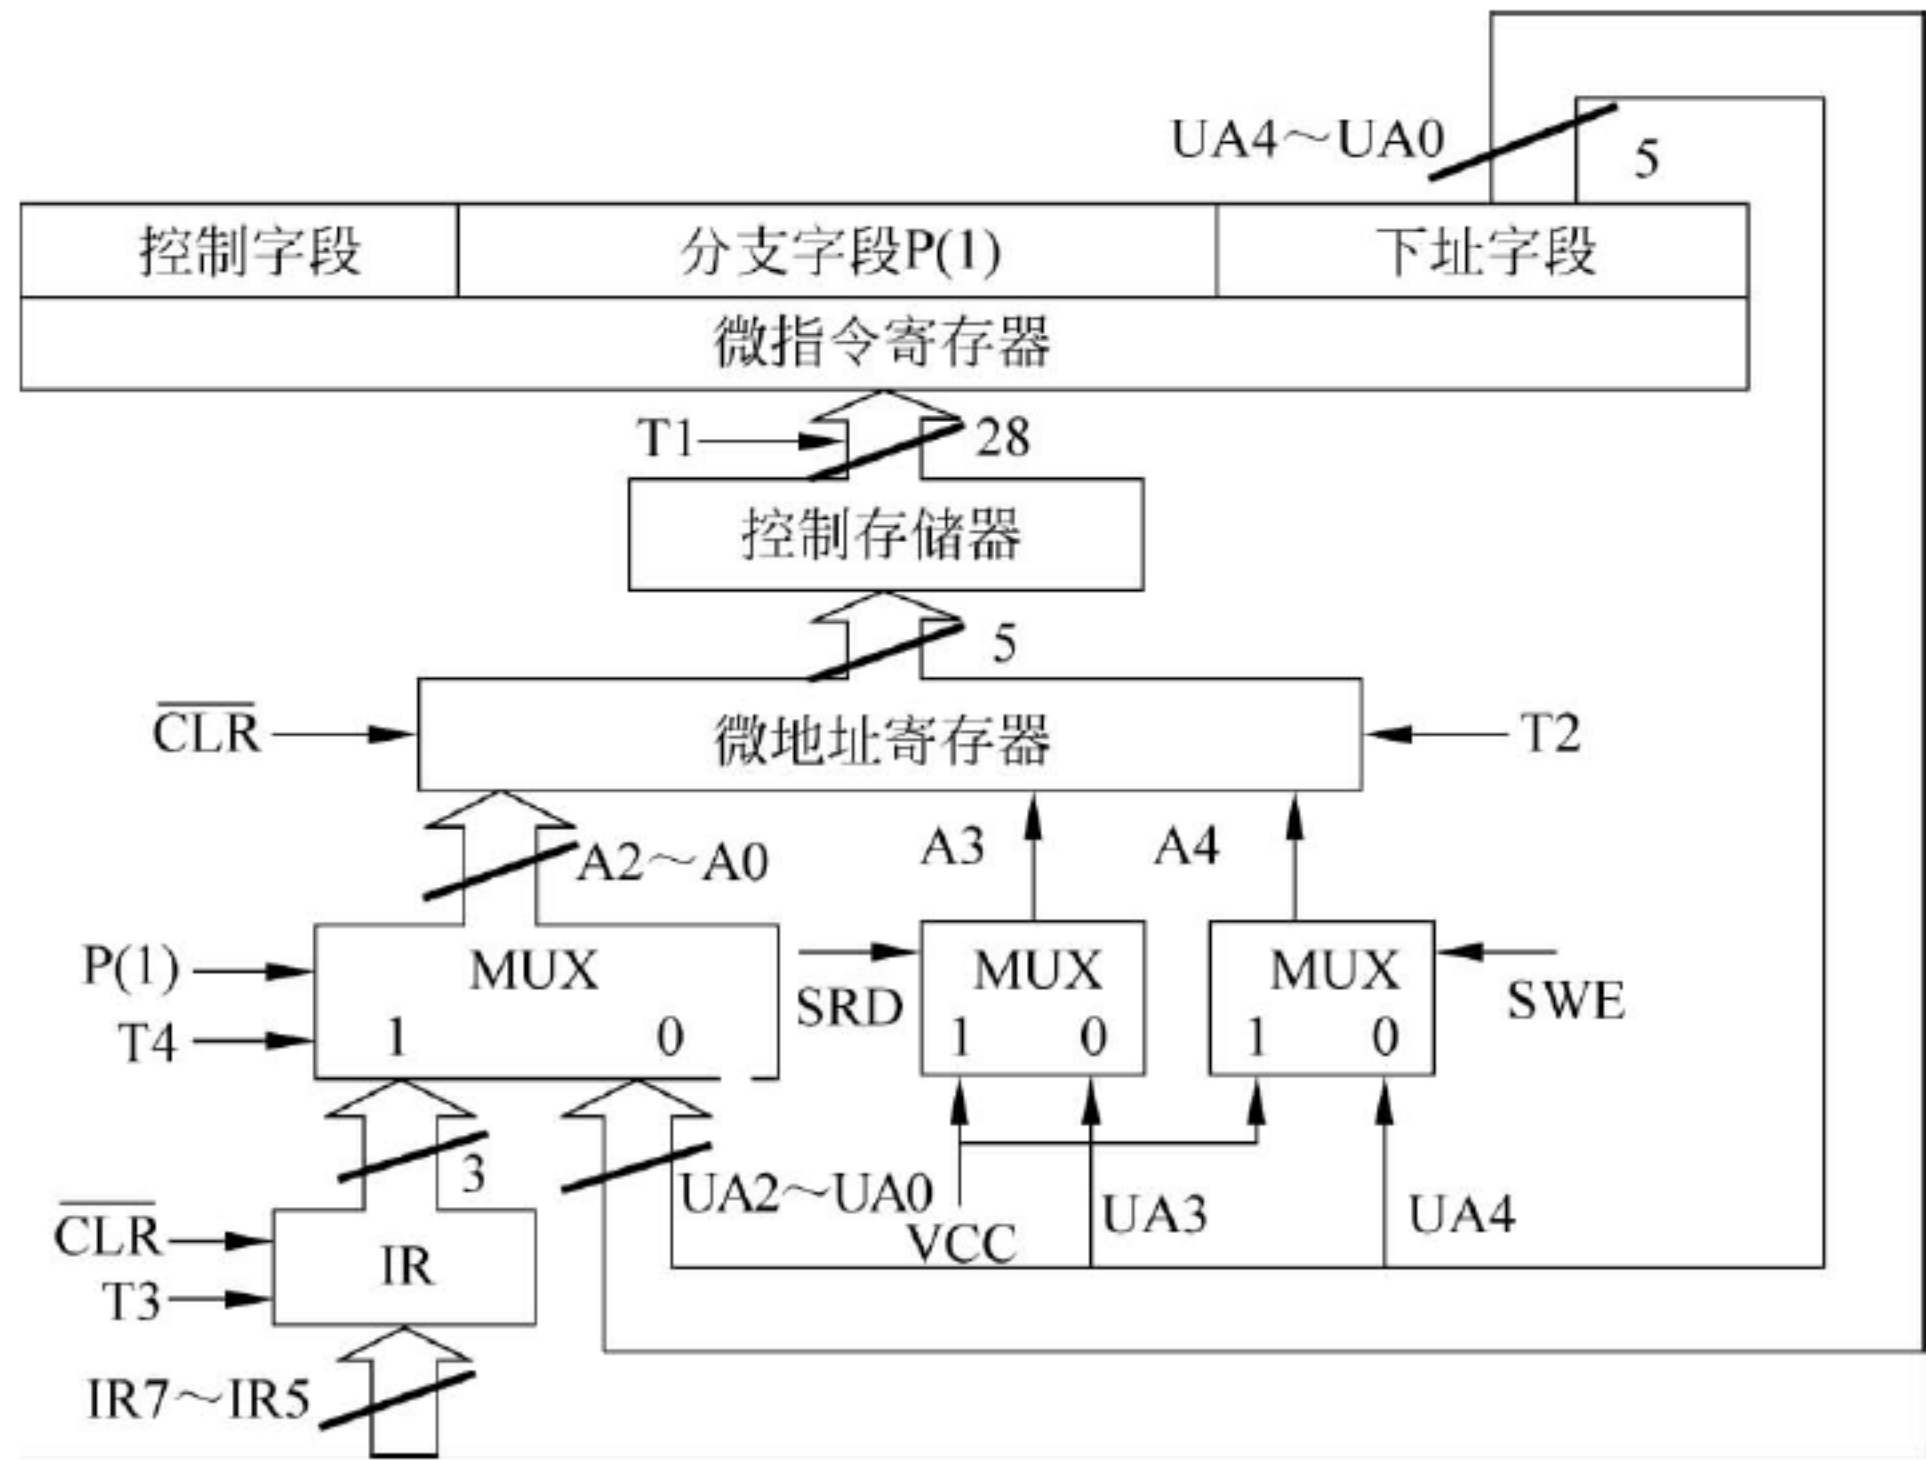 UA4～UA0
5
控制字段 分支字段P(1) 下址字段
微指令寄存器
T1 28
控制存储器
5
CLR 微地址寄存器 T2
A2～A0 A3 A4
P(1) MUX SRD MUX MUX SWE
T4 1 0 1 0 1 0
3 UA2～UA0 VCC UA3 UA4
CLR
T3 IR
IR7～IR5